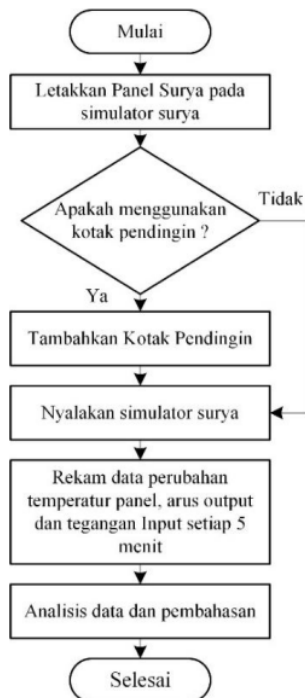 Mulai
Letakkan Panel Surya pada
simulator surya
Apakah menggunakan
kotak pendingin ?
Tidak
Ya
Tambahkan Kotak Pendingin
Nyalakan simulator surya
Rekam data perubahan
temperatur panel, arus output
dan tegangan Input setiap 5
menit
Analisis data dan pembahasan
Selesai